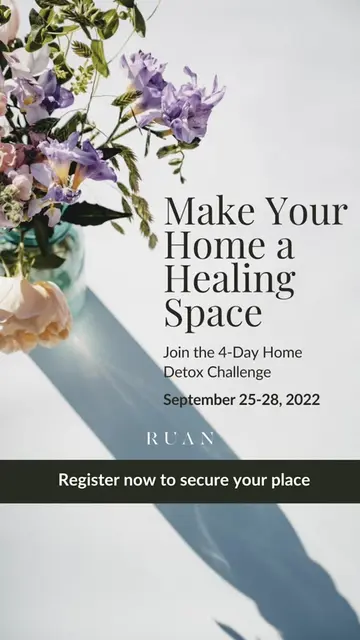 Make Your
Home a
Healing
Space
Join the 4-Day Home
Detox Challenge
September 25-28, 2022
RUAN
Register now to secure your place